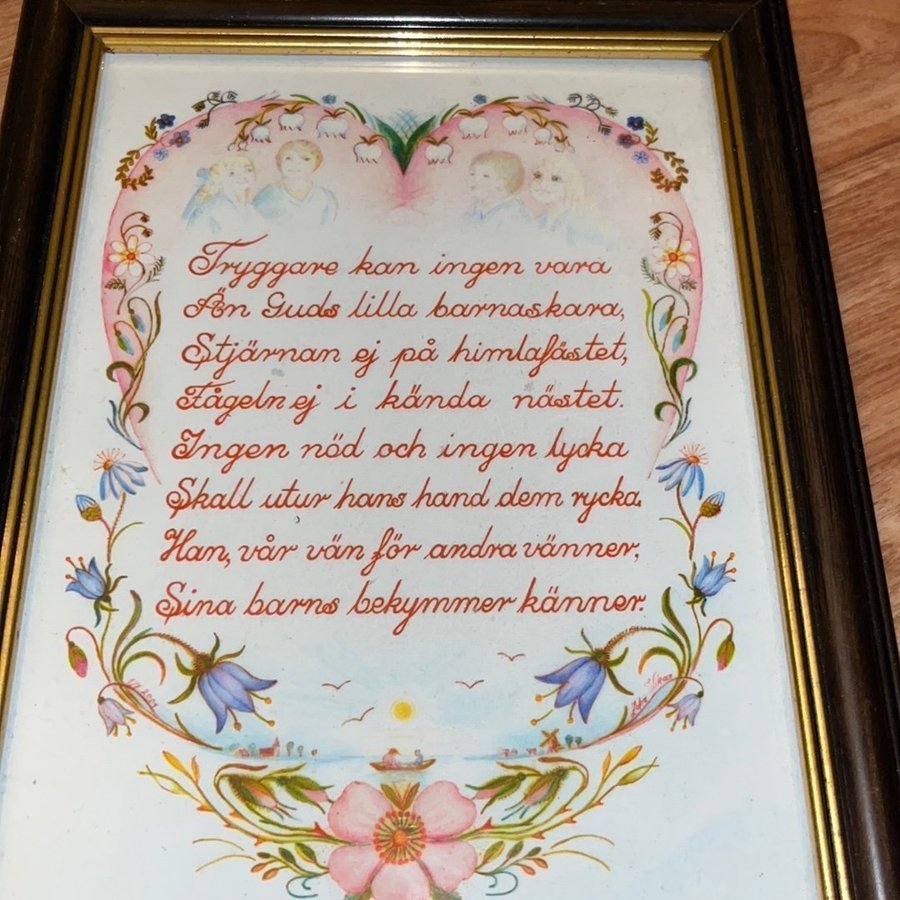 Tryggare kan ingen vara
Än Guds lilla barnaskara,
Stjärnan ej på himlafästet,
Fågeln ej i kända nästet.
Ingen nöd och ingen lycka
Skall utur hans hand dem rycka.
Han, vår vän för andra vänner,
Sina barns bekymmer känner.